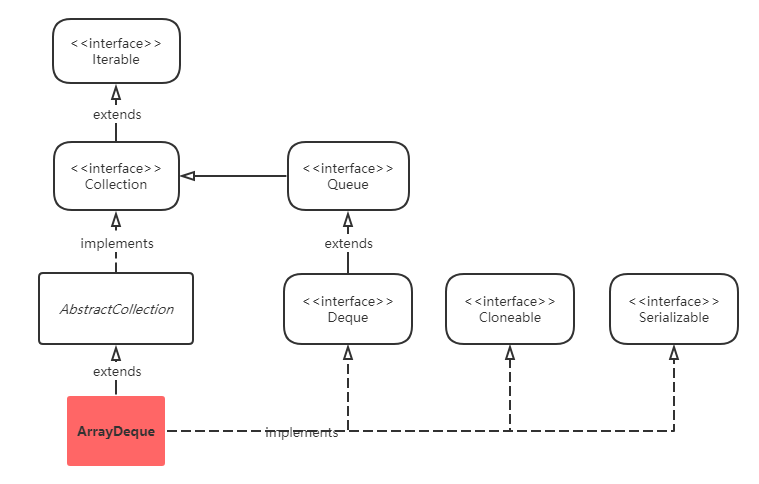 <<interface>>
Iterable
extends
<<interface>>
Collection
<<interface>>
Queue
implements
extends
AbstractCollection
<<interface>>
Deque
<<interface>>
Cloneable
<<interface>>
Serializable
extends
ArrayDeque
implements